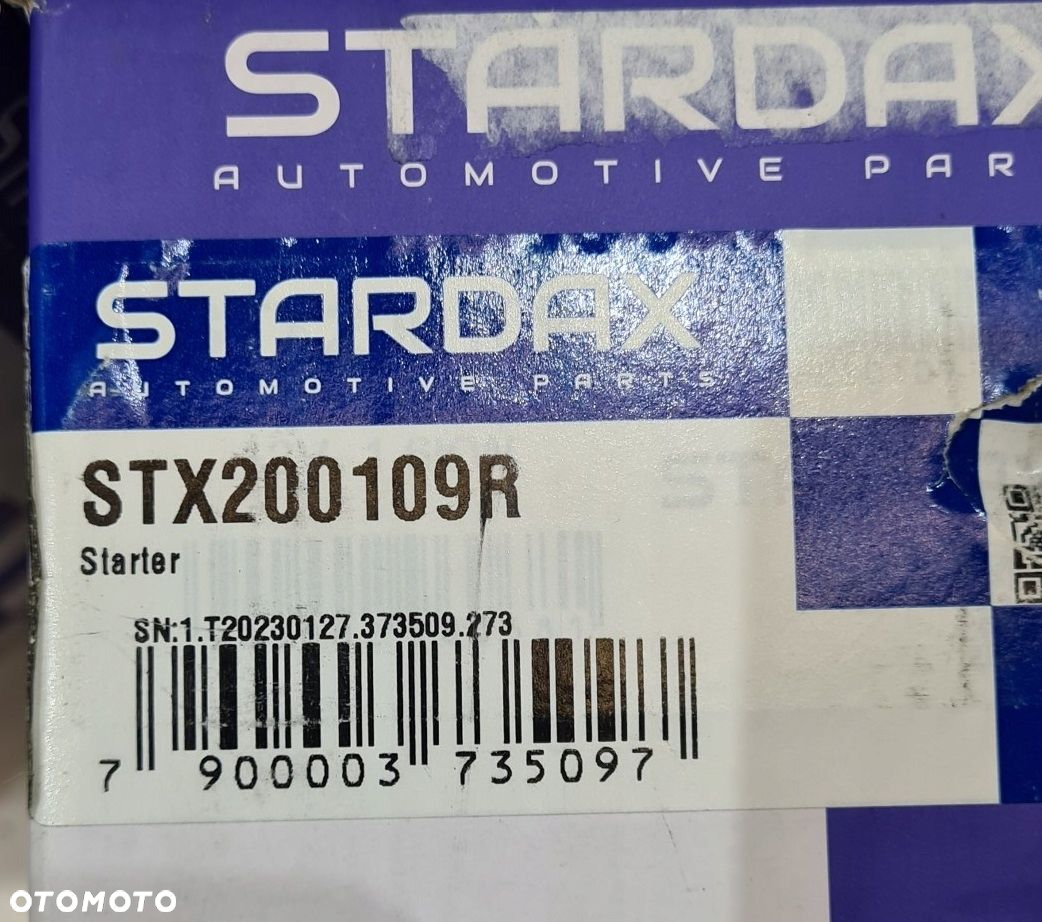 STARDAX
AUTOMOTIVE PAR
STARDAX
AUTOMOTIVE PARTS
STX200109R
Starter
SN:1.T20230127.373509.273
7 900003 735097
OTOMOTO